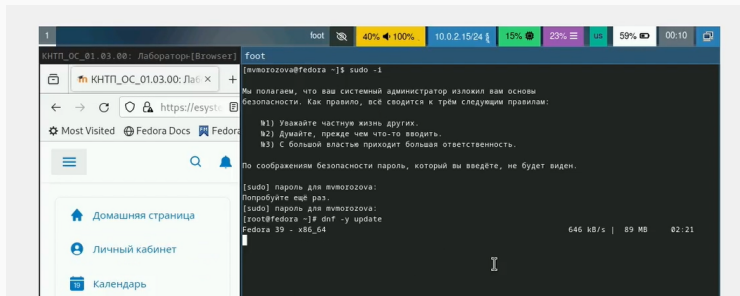 1 foot 40% 100% 10.0.2.15/24 15% 23% us 59% 00:10
КНТП_ОС_01.03.00: Лаборатор [Browser]
КНТП_ОС_01.03.00: Лаб × +
https://esyste
Most Visited Fedora Docs Fedora
Домашняя страница
Личный кабинет
Календарь
foot
[mvmorozova@fedora ~]$ sudo -i
Мы полагаем, что ваш системный администратор изложил вам основы
безопасности. Как правило, всё сводится к трём следующим правилам:
№1) Уважайте частную жизнь других.
№2) Думайте, прежде чем что-то вводить.
№3) С большой властью приходит большая ответственность.
По соображениям безопасности пароль, который вы введёте, не будет виден.
[sudo] пароль для mvmorozova:
Попробуйте ещё раз.
[sudo] пароль для mvmorozova:
[root@fedora ~]# dnf -y update
Fedora 39 - x86_64 646 kB/s | 89 MB 02:21